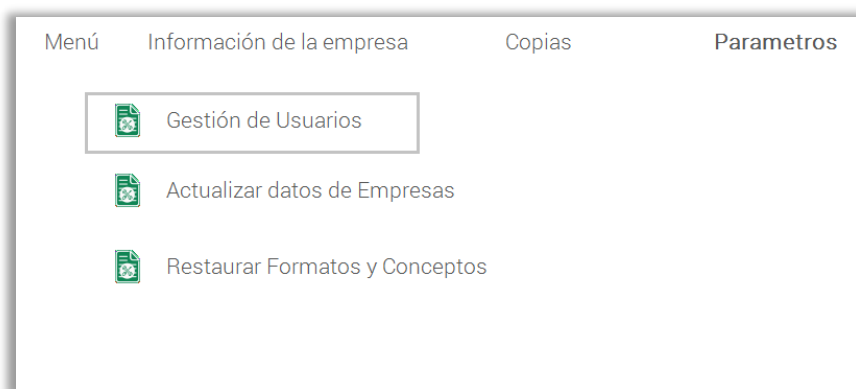 Menú Información de la empresa Copias Parametros
Gestión de Usuarios
Actualizar datos de Empresas
Restaurar Formatos y Conceptos